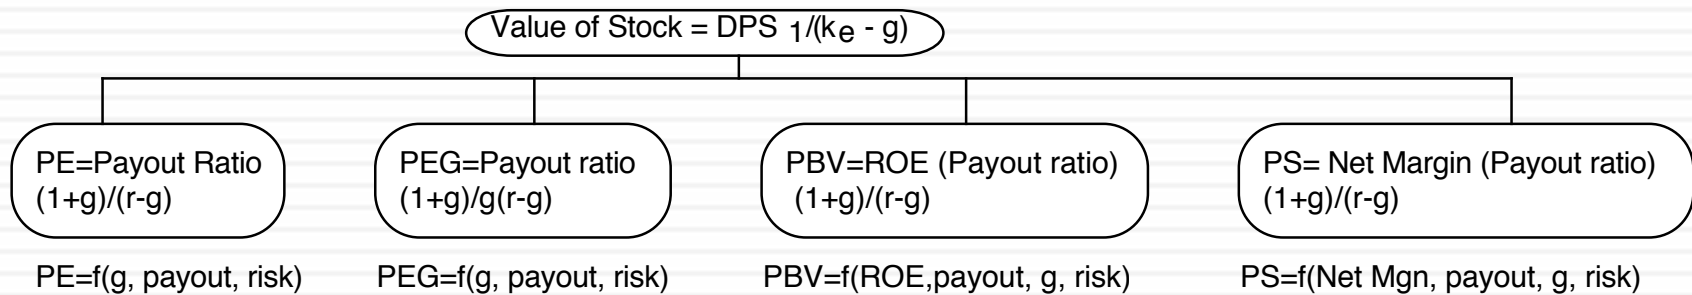 Value of Stock = DPS 1/(ke - g)
PE=Payout Ratio
(1+g)/(r-g)
PEG=Payout ratio
(1+g)/g(r-g)
PBV=ROE (Payout ratio)
(1+g)/(r-g)
PS= Net Margin (Payout ratio)
(1+g)/(r-g)
PE=f(g, payout, risk)
PEG=f(g, payout, risk)
PBV=f(ROE,payout, g, risk)
PS=f(Net Mgn, payout, g, risk)